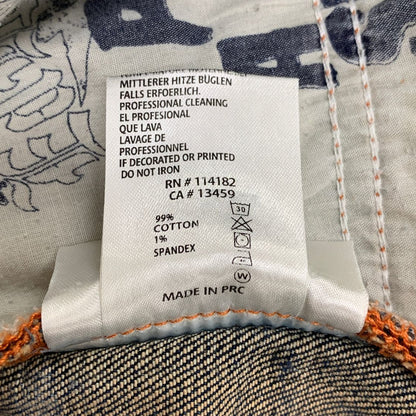 MITTLERER HITZE BÜGLEN
FALLS ERFOERLICH.
PROFESSIONAL CLEANING
EL PROFESIONAL
QUE LAVA
LAVAGE DE
PROFESSIONNEL
IF DECORATED OR PRINTED
DO NOT IRON
RN # 114182
CA # 13459
99%
COTTON
1%
SPANDEX
30
W
MADE IN PRC